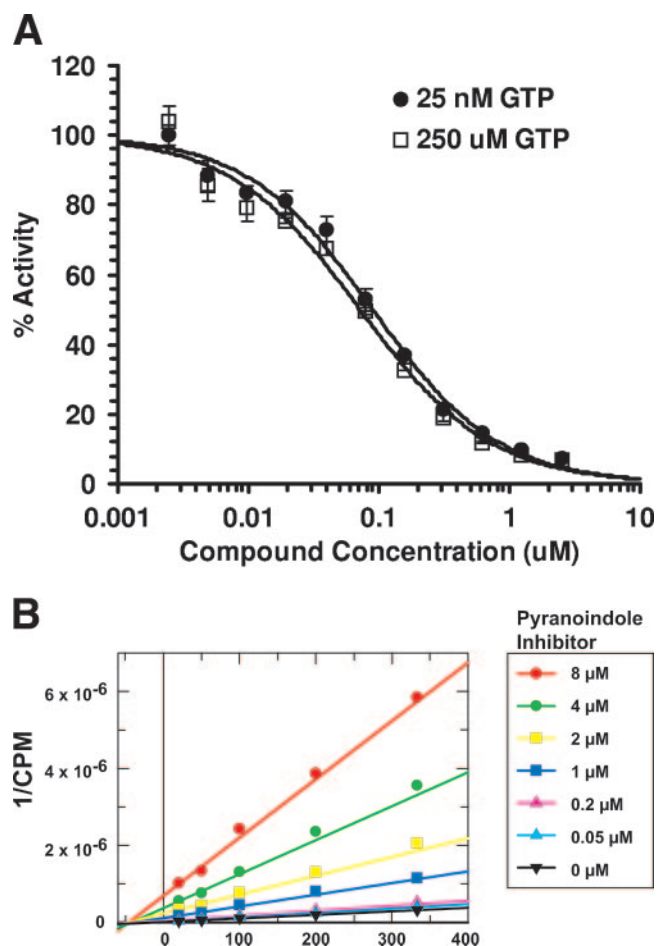 A
120
100
80
60
40
20
0
% Activity
25 nM GTP
250 uM GTP
0.001 0.01 0.1 1 10
Compound Concentration (uM)
B
6 x 10-6
4 x 10-6
2 x 10-6
0
1/CPM
0 100 200 300 400
Pyranoindole
Inhibitor
8 µM
4 µM
2 µM
1 µM
0.2 µM
0.05 µM
0 µM